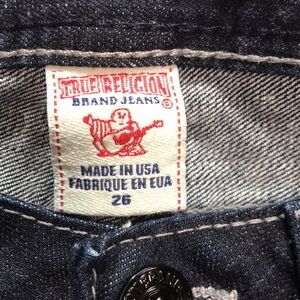 TRUE RELIGION
BRAND JEANS ®
MADE IN USA
FABRIQUE EN EUA
26